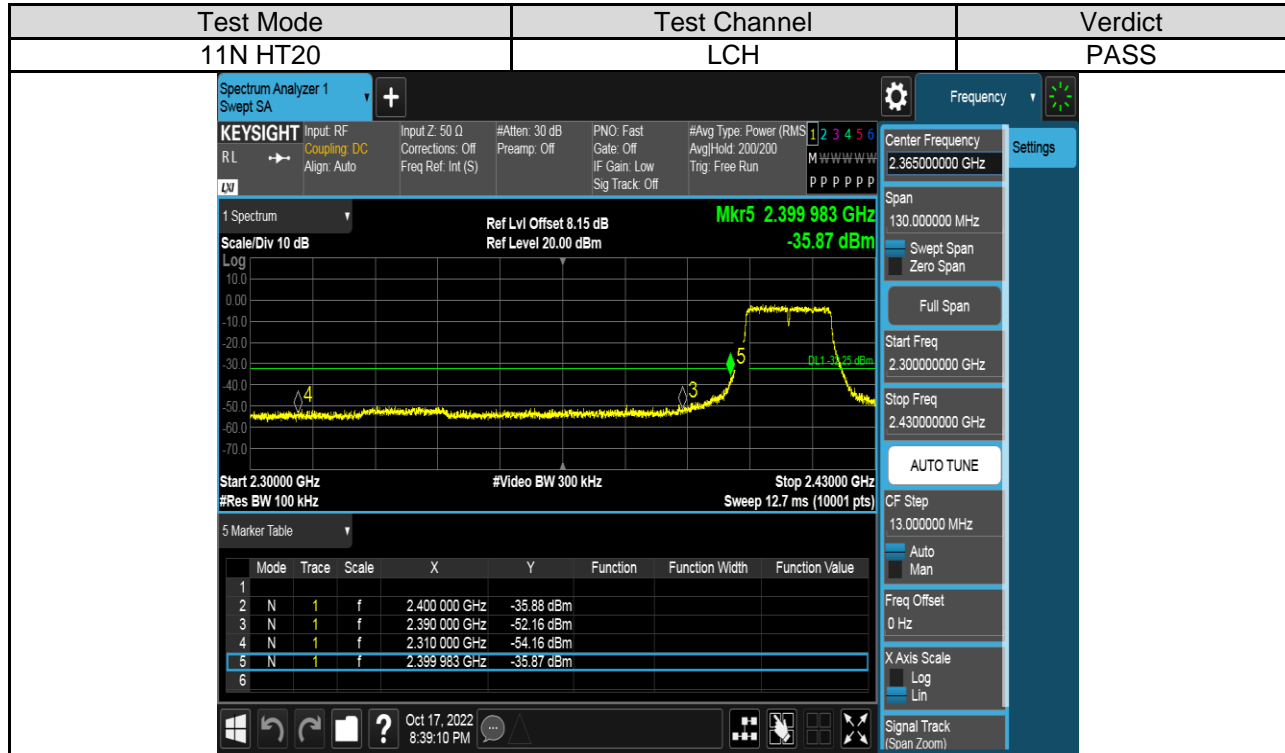 Test Mode Test Channel Verdict
11N HT20 LCH PASS
Spectrum Analyzer 1
Swept SA
+
Frequency
KEYSIGHT
RL
LXI
Input: RF
Coupling: DC
Align: Auto
Input Z: 50 Ω
Corrections: Off
Freq Ref: Int (S)
#Atten: 30 dB
Preamp: Off
PNO: Fast
Gate: Off
IF Gain: Low
Sig Track: Off
#Avg Type: Power (RMS
Avg|Hold: 200/200
Trig: Free Run
1 2 3 4 5 6
M W W W W W
P P P P P P
1 Spectrum
Scale/Div 10 dB
Ref Lvl Offset 8.15 dB
Ref Level 20.00 dBm
Mkr5 2.399 983 GHz
-35.87 dBm
Log
10.0
0.00
-10.0
-20.0
-30.0
-40.0
-50.0
-60.0
-70.0
4
3
5
Start 2.30000 GHz
#Res BW 100 kHz
#Video BW 300 kHz
Stop 2.43000 GHz
Sweep 12.7 ms (10001 pts)
5 Marker Table
Mode Trace Scale X Y Function Function Width Function Value
1
2 N 1 f 2.400 000 GHz -35.88 dBm
3 N 1 f 2.390 000 GHz -52.16 dBm
4 N 1 f 2.310 000 GHz -54.16 dBm
5 N 1 f 2.399 983 GHz -35.87 dBm
6
?
Oct 17, 2022
8:39:10 PM
Center Frequency
2.365000000 GHz
Settings
Span
130.000000 MHz
Swept Span
Zero Span
Full Span
Start Freq
2.300000000 GHz
Stop Freq
2.430000000 GHz
AUTO TUNE
CF Step
13.000000 MHz
Auto
Man
Freq Offset
0 Hz
X Axis Scale
Log
Lin
Signal Track
(Span Zoom)